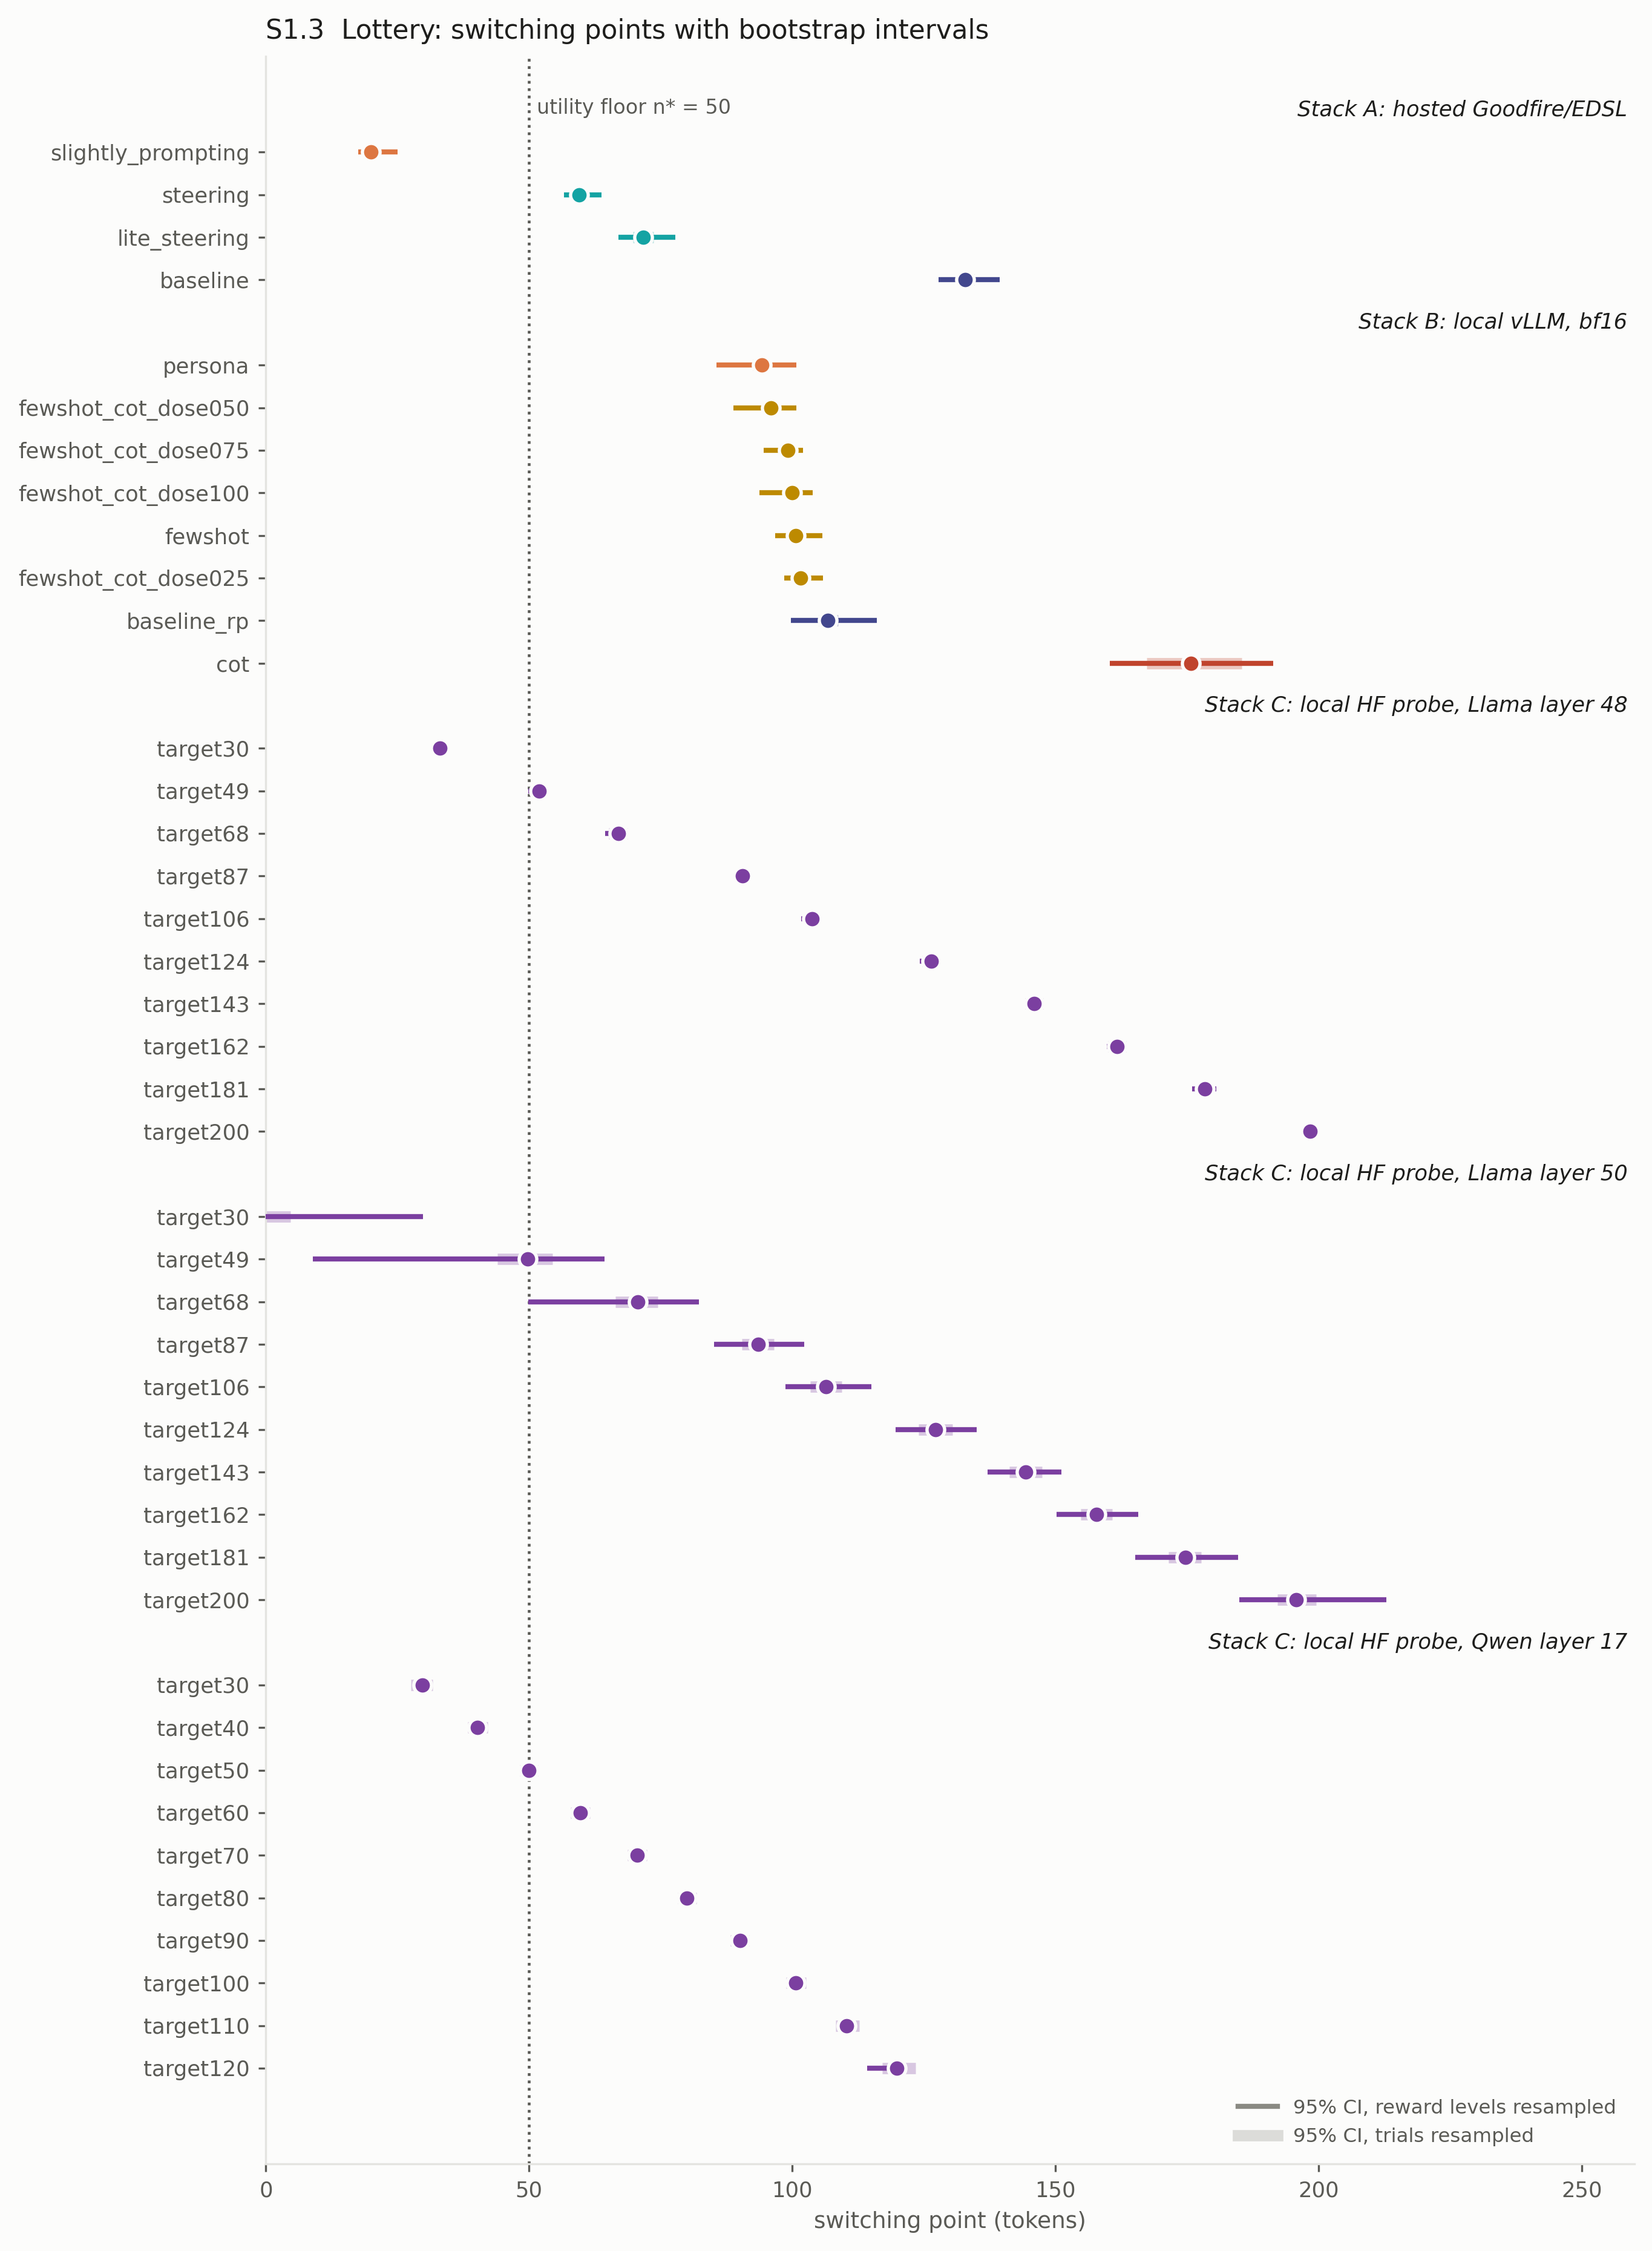 S1.3  Lottery: switching points with bootstrap intervals
utility floor n* = 50
Stack A: hosted Goodfire/EDSL
slightly_prompting
steering
lite_steering
baseline
Stack B: local vLLM, bf16
persona
fewshot_cot_dose050
fewshot_cot_dose075
fewshot_cot_dose100
fewshot
fewshot_cot_dose025
baseline_rp
cot
Stack C: local HF probe, Llama layer 48
target30
target49
target68
target87
target106
target124
target143
target162
target181
target200
Stack C: local HF probe, Llama layer 50
target30
target49
target68
target87
target106
target124
target143
target162
target181
target200
Stack C: local HF probe, Qwen layer 17
target30
target40
target50
target60
target70
target80
target90
target100
target110
target120
95% CI, reward levels resampled
95% CI, trials resampled
0 50 100 150 200 250
switching point (tokens)